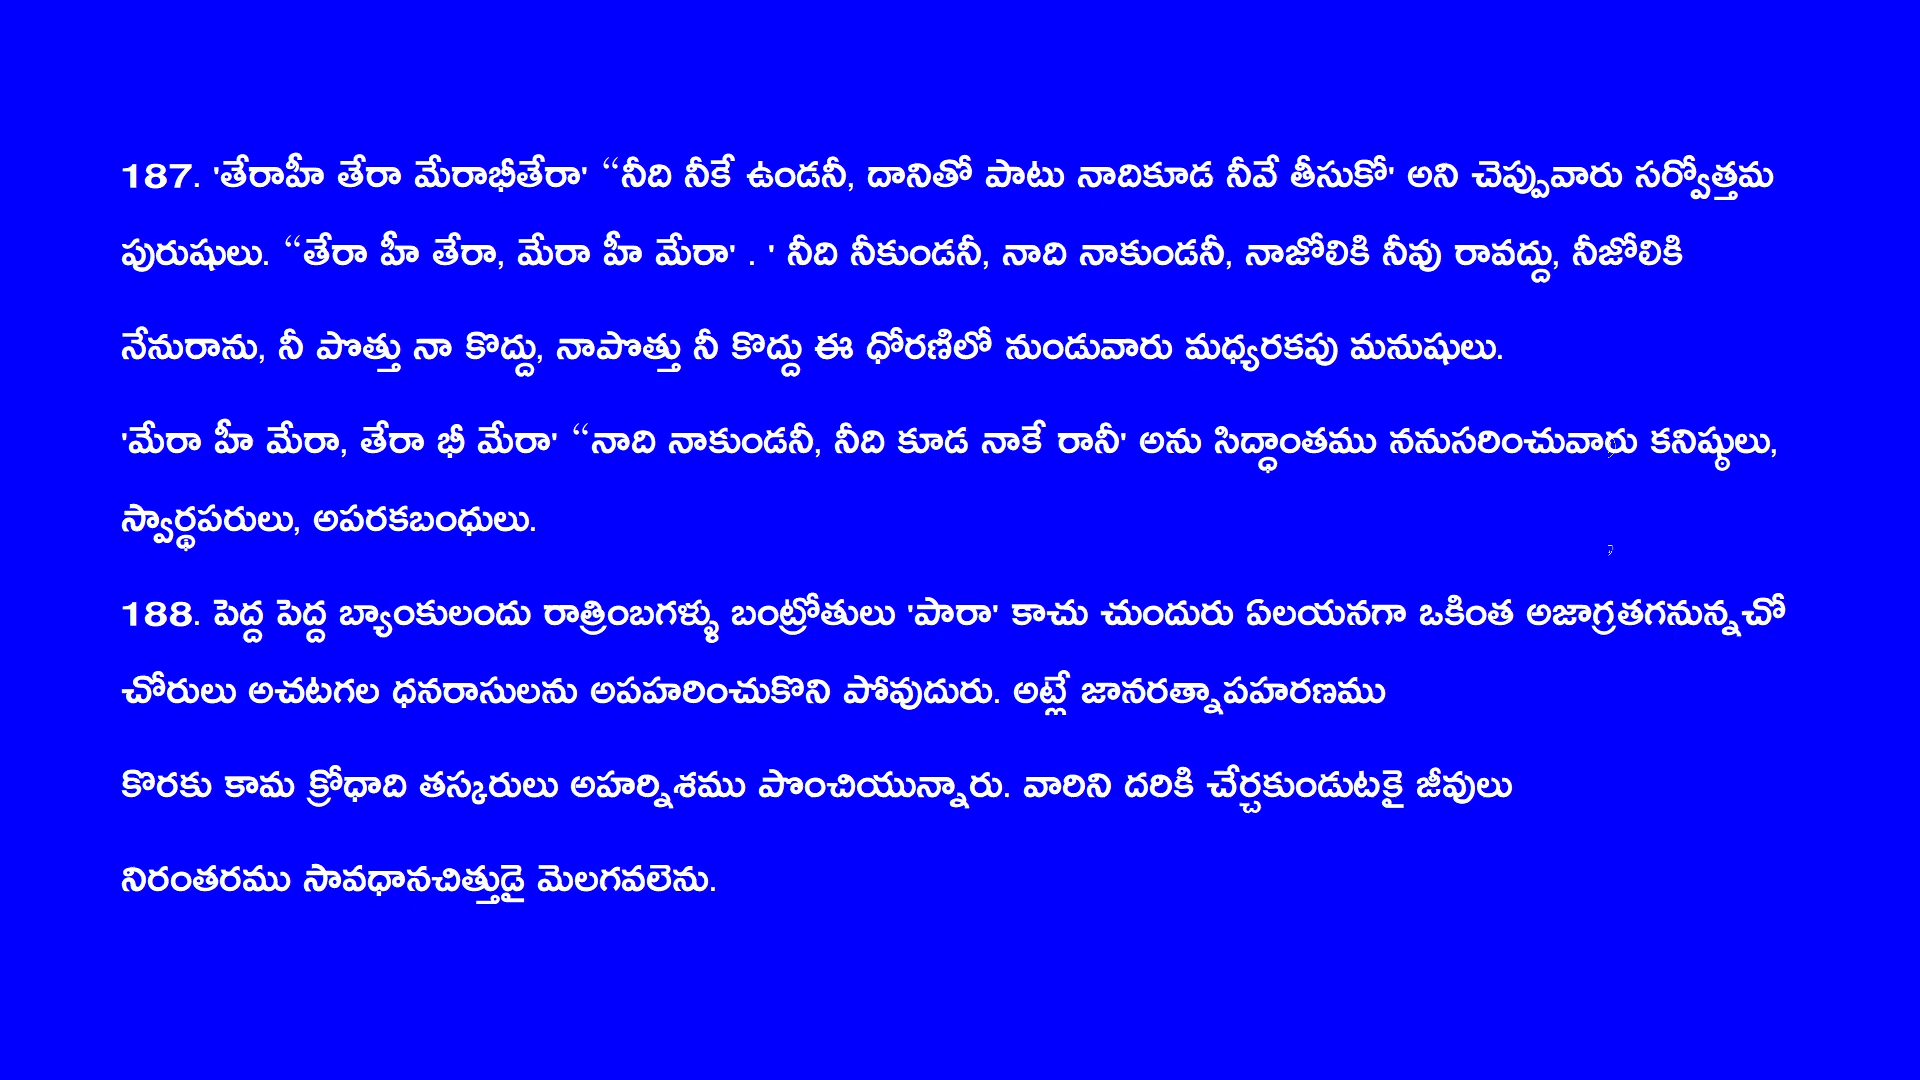 187. 'తేరాహీ తేరా మేరాభీతేరా' “నీది నీకే ఉండనీ, దానితో పాటు నాదికూడ నీవే తీసుకో' అని చెప్పువారు సర్వోత్తమ
పురుషులు. “తేరా హీ తేరా, మేరా హీ మేరా' . ' నీది నీకుండనీ, నాది నాకుండనీ, నాజోలికి నీవు రావద్దు, నీజోలికి
నేనురాను, నీ పొత్తు నా కొద్దు, నాపొత్తు నీ కొద్దు ఈ ధోరణిలో నుండువారు మధ్యరకపు మనుషులు.
'మేరా హీ మేరా, తేరా భీ మేరా' “నాది నాకుండనీ, నీది కూడ నాకే రానీ' అను సిద్ధాంతము ననుసరించువారు కనిష్ఠులు,
స్వార్థపరులు, అపరకబంధులు.
188. పెద్ద పెద్ద బ్యాంకులందు రాత్రింబగళ్ళు బంట్రోతులు 'పారా' కాచు చుందురు ఏలయనగా ఒకింత అజాగ్రతగనున్నచో
చోరులు అచటగల ధనరాసులను అపహరించుకొని పోవుదురు. అట్లే జానరత్నాపహరణము
కొరకు కామ క్రోధాది తస్కరులు అహర్నిశము పొంచియున్నారు. వారిని దరికి చేర్చకుండుటకై జీవులు
నిరంతరము సావధానచిత్తుడై మెలగవలెను.